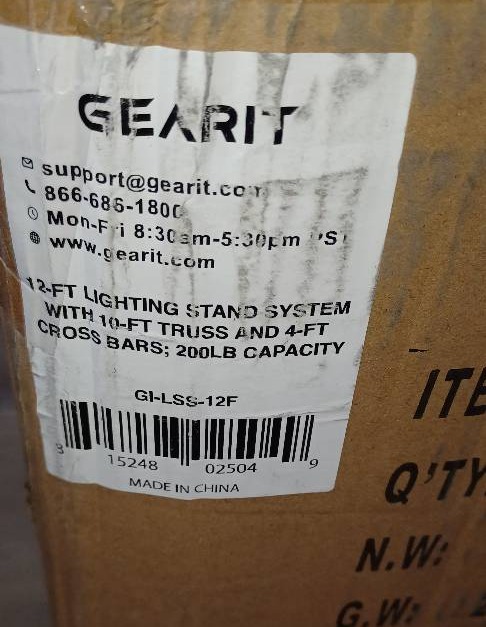 GEARIT
support@gearit.com
866-686-1800
Mon-Fri 8:30am-5:30pm PST
www.gearit.com
12-FT LIGHTING STAND SYSTEM
WITH 10-FT TRUSS AND 4-FT
CROSS BARS; 200LB CAPACITY
GI-LSS-12F
3 15248 02504 9
MADE IN CHINA
ITE
Q'TY
N.W:
G.W: